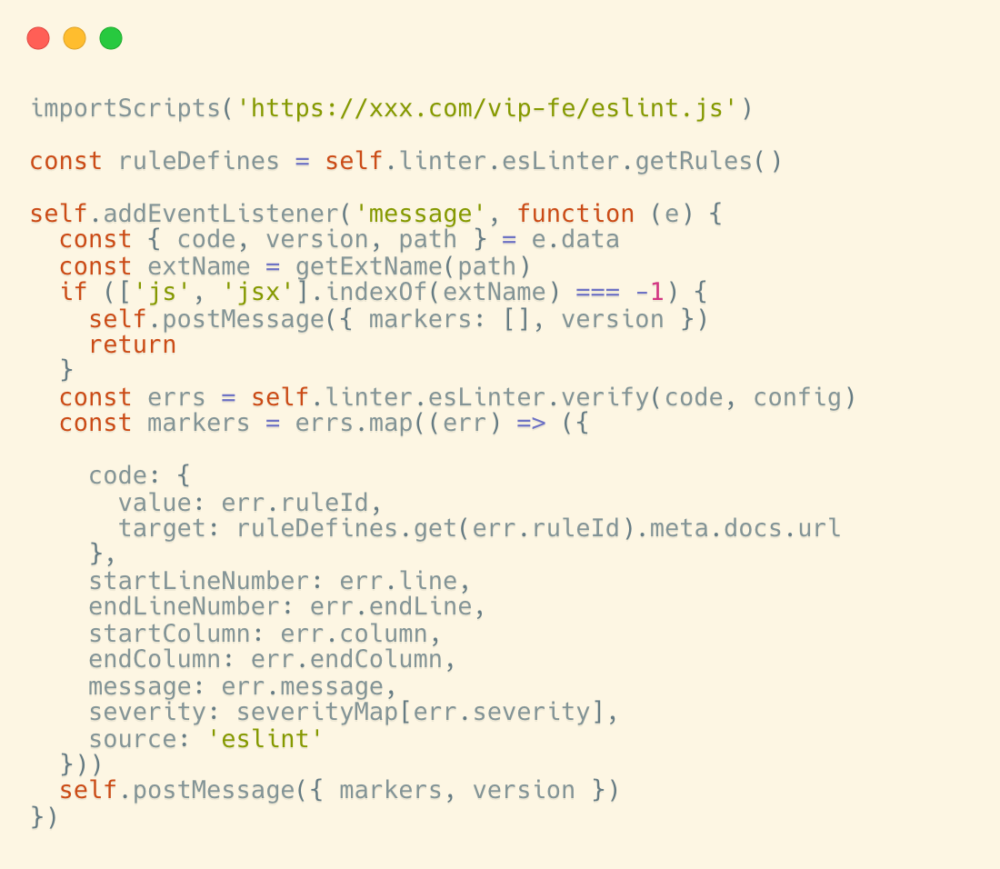 importScripts('https://xxx.com/vip-fe/eslint.js')
const ruleDefines = self.linter.esLinter.getRules()
self.addEventListener('message', function (e) {
  const { code, version, path } = e.data
  const extName = getExtName(path)
  if (['js', 'jsx'].indexOf(extName) === -1) {
    self.postMessage({ markers: [], version })
    return
  }
  const errs = self.linter.esLinter.verify(code, config)
  const markers = errs.map((err) => ({
    code: {
      value: err.ruleId,
      target: ruleDefines.get(err.ruleId).meta.docs.url
    },
    startLineNumber: err.line,
    endLineNumber: err.endLine,
    startColumn: err.column,
    endColumn: err.endColumn,
    message: err.message,
    severity: severityMap[err.severity],
    source: 'eslint'
  }))
  self.postMessage({ markers, version })
})